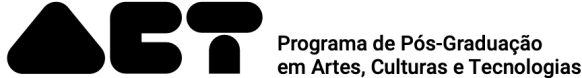 ACT
Programa de Pós-Graduação
em Artes, Culturas e Tecnologias